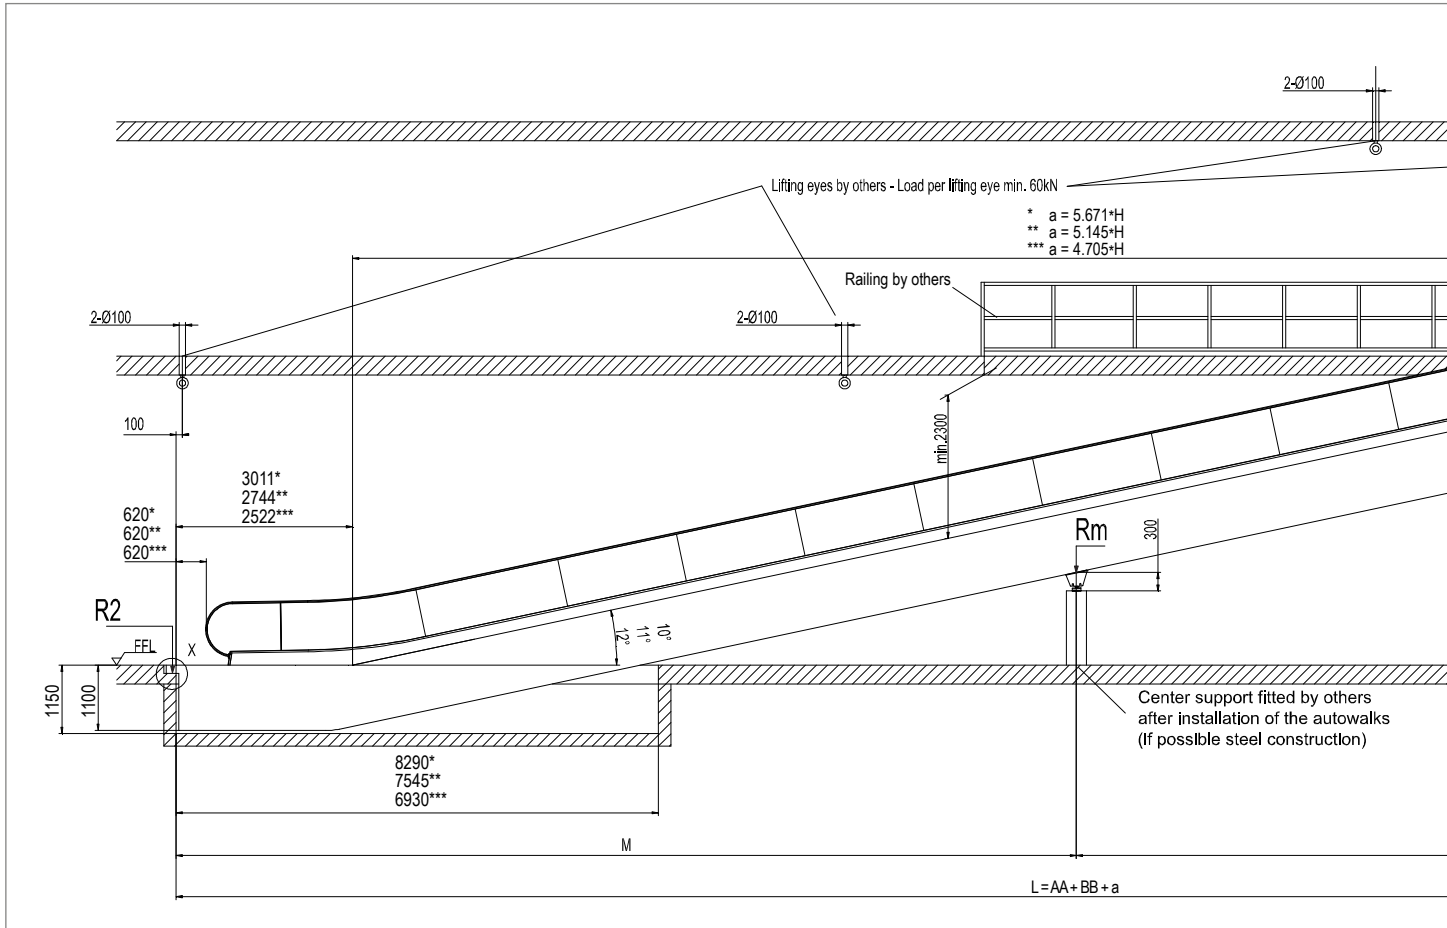 2-Ø100
Lifting eyes by others - Load per lifting eye min. 60kN
* a = 5.671*H
** a = 5.145*H
*** a = 4.705*H
Railing by others
2-Ø100
2-Ø100
100
min.2300
3011*
2744**
2522***
620*
620**
620***
Rm
300
R2
FFL
X
10°
11°
12°
1150
1100
Center support fitted by others
after installation of the autowalks
(If possible steel construction)
8290*
7545**
6930***
M
L=AA+BB+a